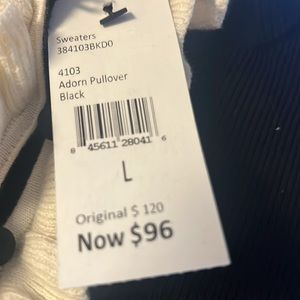 Sweaters
384103BKD0
4103
Adorn Pullover
Black
8 45611 28041 6
L
Original $ 120
Now $96